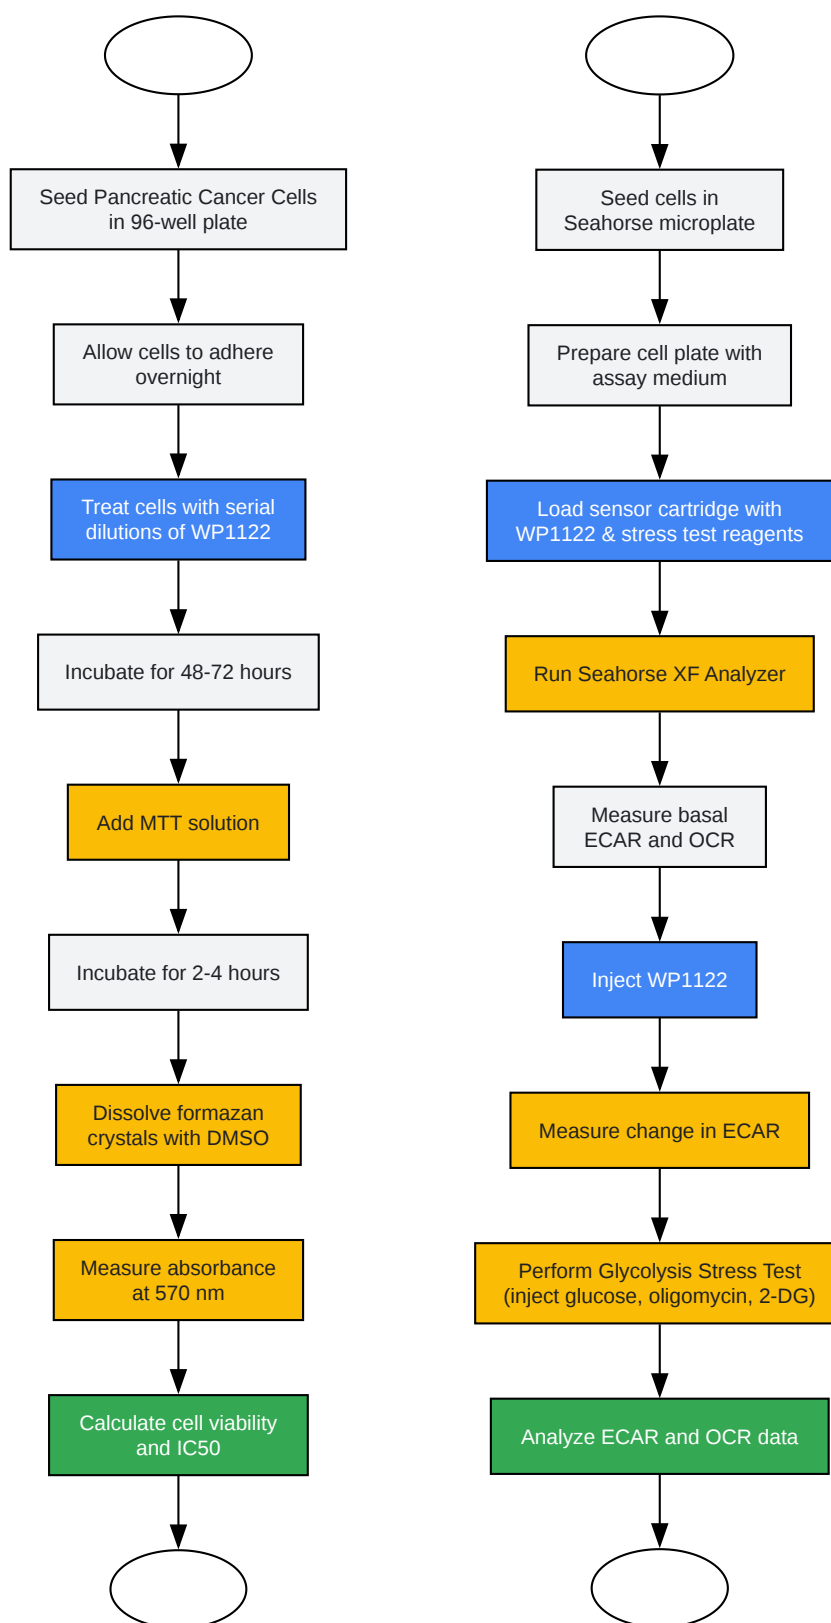 Seed Pancreatic Cancer Cells
in 96-well plate
Allow cells to adhere
overnight
Treat cells with serial
dilutions of WP1122
Incubate for 48-72 hours
Add MTT solution
Incubate for 2-4 hours
Dissolve formazan
crystals with DMSO
Measure absorbance
at 570 nm
Calculate cell viability
and IC50
Seed cells in
Seahorse microplate
Prepare cell plate with
assay medium
Load sensor cartridge with
WP1122 & stress test reagents
Run Seahorse XF Analyzer
Measure basal
ECAR and OCR
Inject WP1122
Measure change in ECAR
Perform Glycolysis Stress Test
(inject glucose, oligomycin, 2-DG)
Analyze ECAR and OCR data